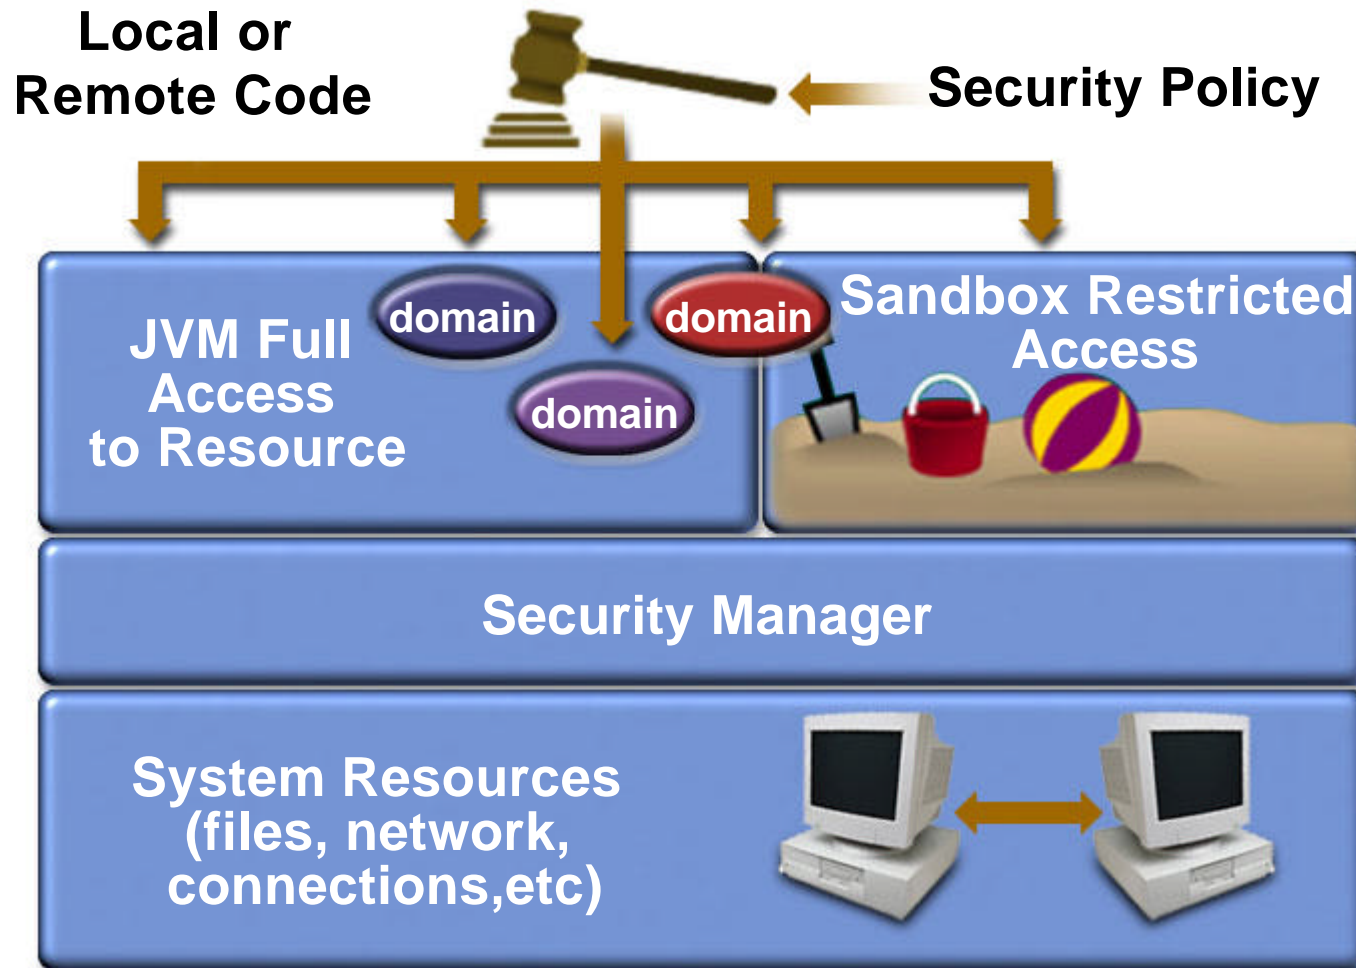 Local or
Remote Code
Security Policy
domain
domain
domain
JVM Full
Access
to Resource
Sandbox Restricted
Access
Security Manager
System Resources
(files, network,
connections,etc)